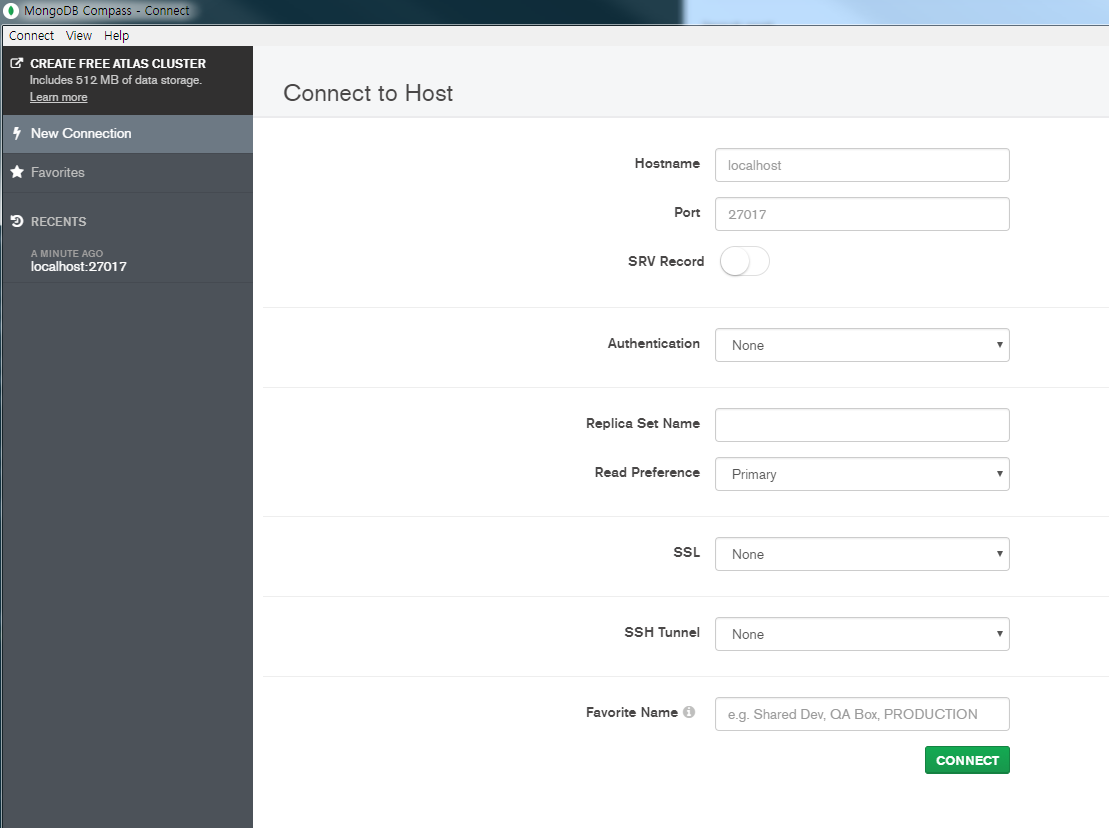 MongoDB Compass - Connect
Connect View Help
CREATE FREE ATLAS CLUSTER
Includes 512 MB of data storage.
Learn more
New Connection
Favorites
RECENTS
A MINUTE AGO
localhost:27017
Connect to Host
Hostname localhost
Port 27017
SRV Record
Authentication None
Replica Set Name
Read Preference Primary
SSL None
SSH Tunnel None
Favorite Name e.g. Shared Dev, QA Box, PRODUCTION
CONNECT